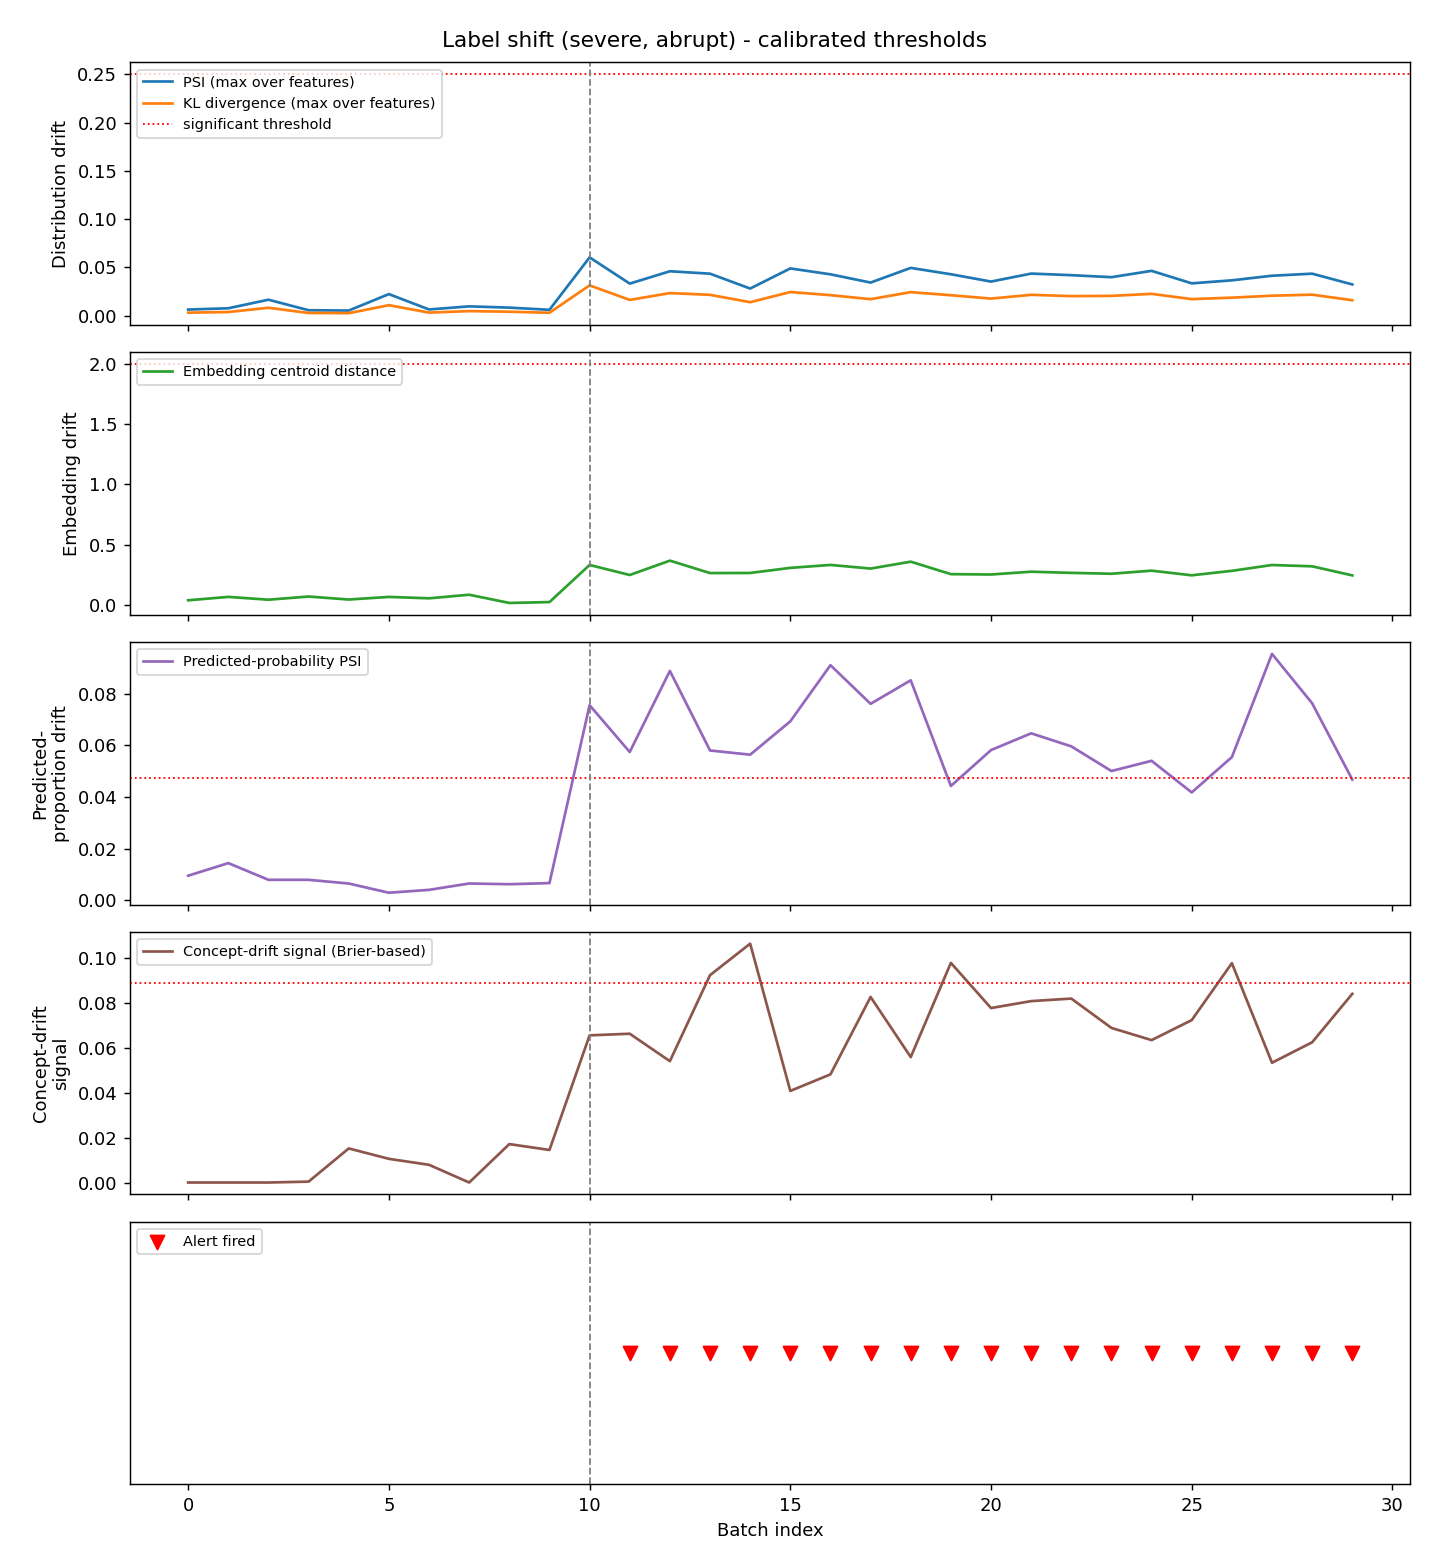 Label shift (severe, abrupt) - calibrated thresholds
0.25
0.20
0.15
0.10
0.05
0.00
Distribution drift
PSI (max over features)
KL divergence (max over features)
significant threshold
2.0
1.5
1.0
0.5
0.0
Embedding drift
Embedding centroid distance
0.08
0.06
0.04
0.02
0.00
Predicted-
proportion drift
Predicted-probability PSI
0.10
0.08
0.06
0.04
0.02
0.00
Concept-drift
signal
Concept-drift signal (Brier-based)
Alert fired
0 5 10 15 20 25 30
Batch index